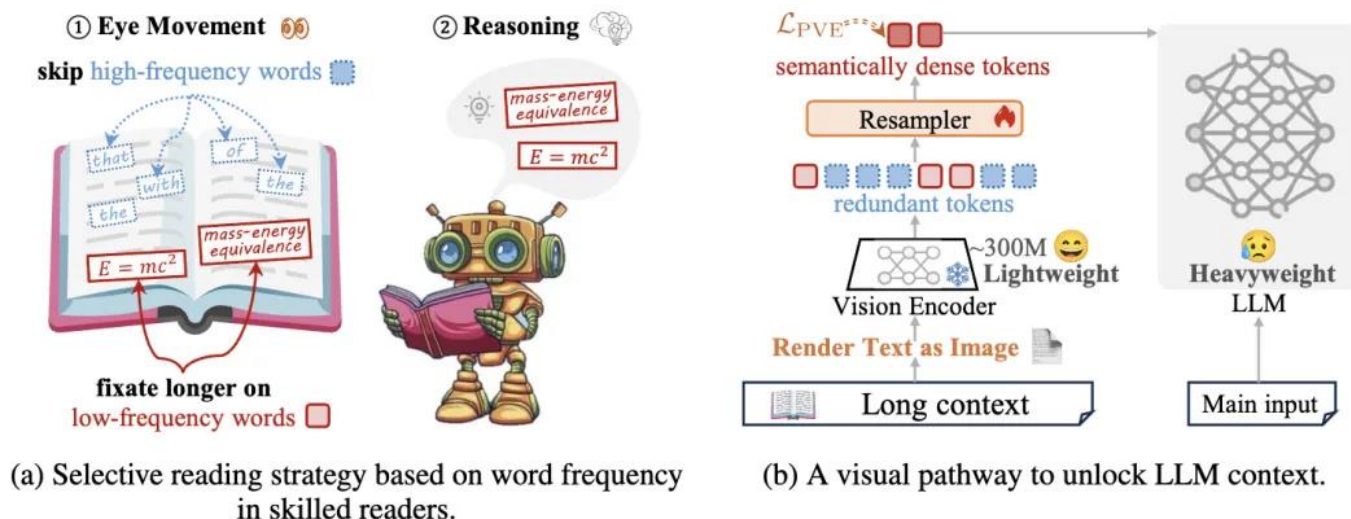 ① Eye Movement
skip high-frequency words
that
of
with
the
the
mass-energy
equivalence
E = mc²
fixate longer on
low-frequency words
② Reasoning
mass-energy
equivalence
E = mc²
(a) Selective reading strategy based on word frequency
in skilled readers.
ℒPVE
semantically dense tokens
Resampler
redundant tokens
~300M
Lightweight
Vision Encoder
Render Text as Image
Long context
Heavyweight
LLM
Main input
(b) A visual pathway to unlock LLM context.